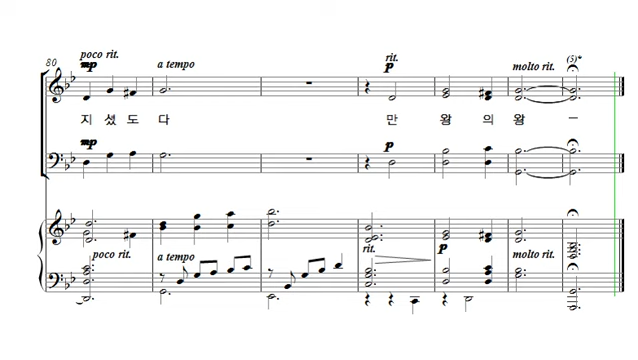 80
poco rit.
mp
a tempo
rit.
p
molto rit.
(5)*
지 셨 도 다 만 왕 의 왕 ㅡ
mp
p
poco rit.
a tempo
rit.
p
molto rit.